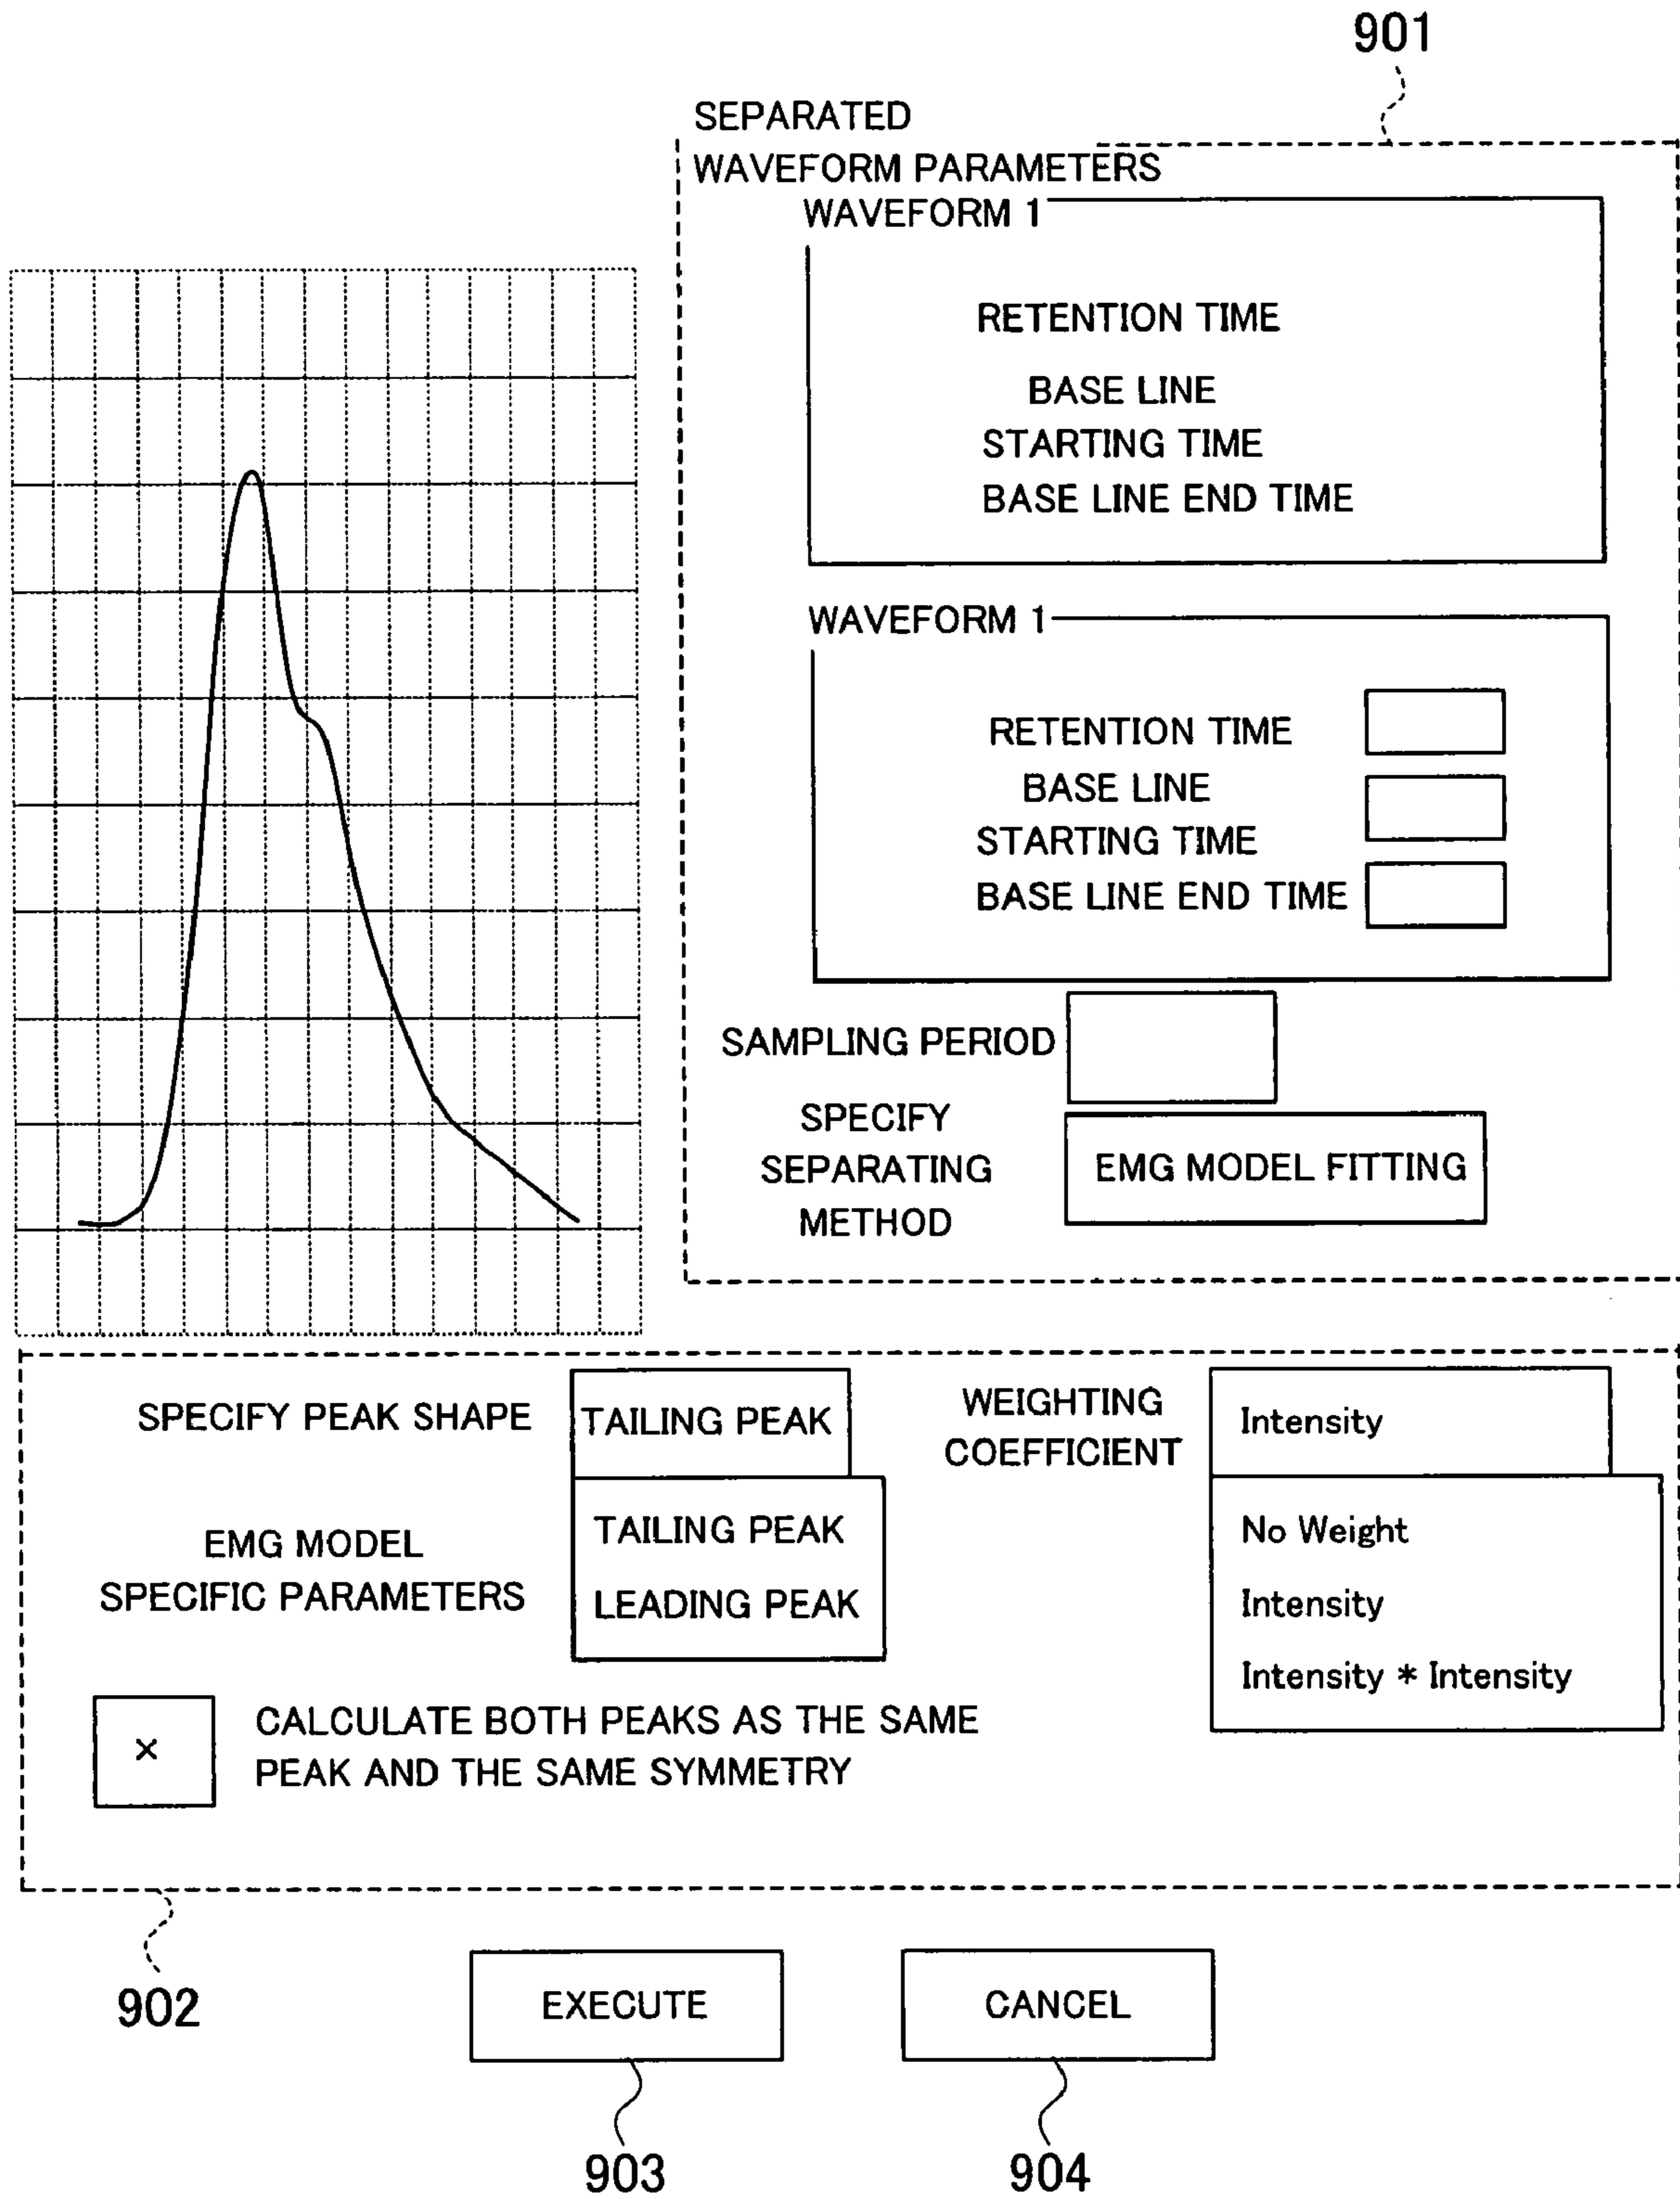 901
SEPARATED
WAVEFORM PARAMETERS
WAVEFORM 1
RETENTION TIME
BASE LINE
STARTING TIME
BASE LINE END TIME
WAVEFORM 1
RETENTION TIME
BASE LINE
STARTING TIME
BASE LINE END TIME
SAMPLING PERIOD
SPECIFY
SEPARATING
METHOD
EMG MODEL FITTING
SPECIFY PEAK SHAPE
TAILING PEAK
WEIGHTING
COEFFICIENT
Intensity
EMG MODEL
SPECIFIC PARAMETERS
TAILING PEAK
LEADING PEAK
No Weight
Intensity
Intensity * Intensity
×
CALCULATE BOTH PEAKS AS THE SAME
PEAK AND THE SAME SYMMETRY
902
EXECUTE
CANCEL
903
904